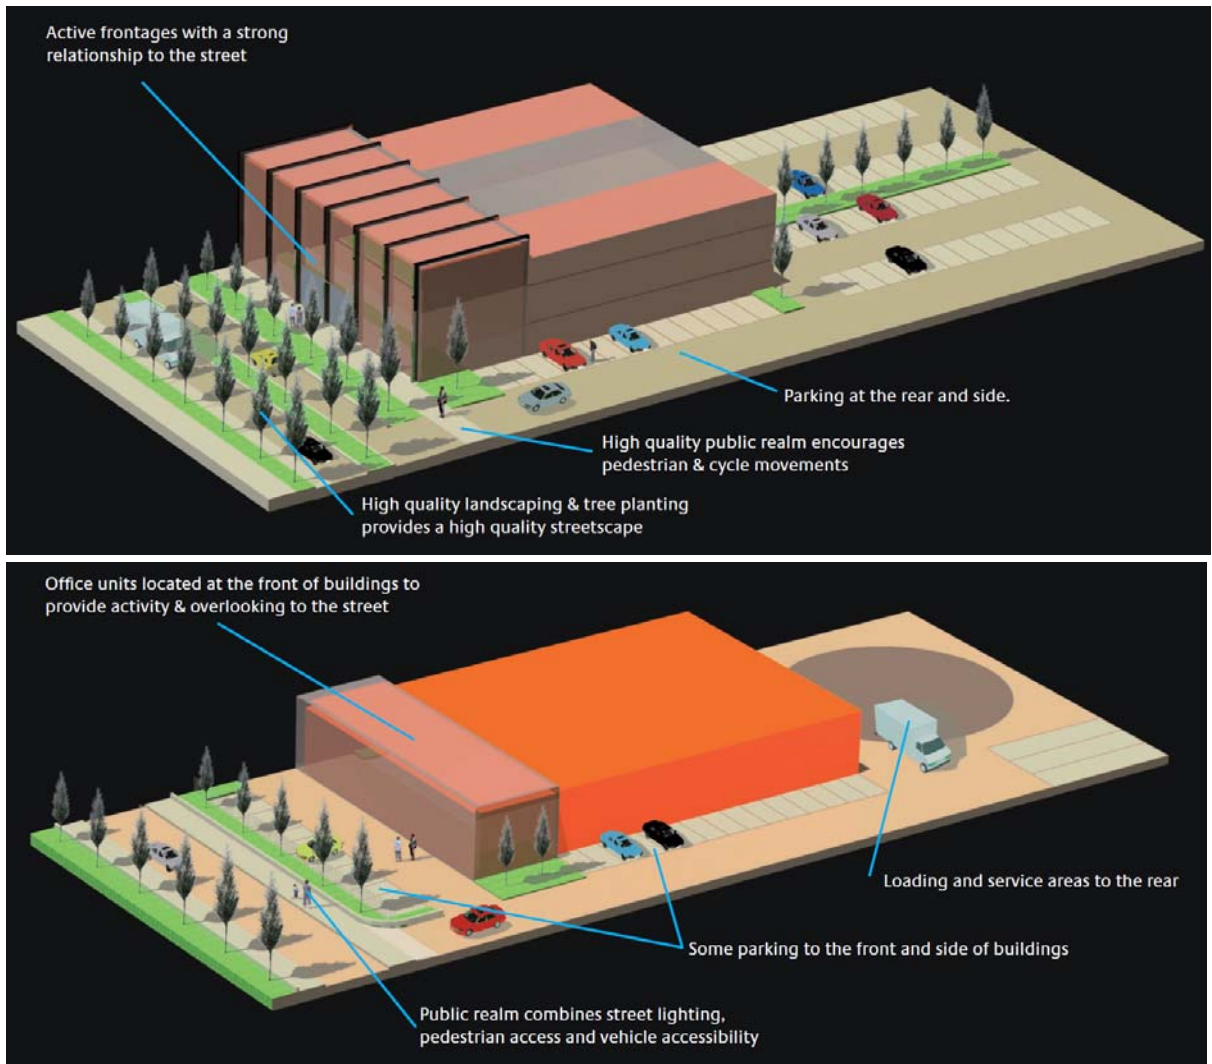 Active frontages with a strong
relationship to the street
Parking at the rear and side.
High quality public realm encourages
pedestrian & cycle movements
High quality landscaping & tree planting
provides a high quality streetscape
Office units located at the front of buildings to
provide activity & overlooking to the street
Loading and service areas to the rear
Some parking to the front and side of buildings
Public realm combines street lighting,
pedestrian access and vehicle accessibility